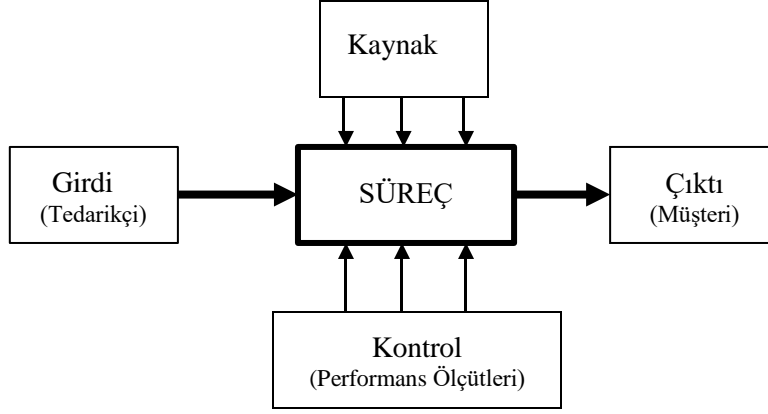 Kaynak
Girdi
(Tedarikçi)
SÜREÇ
Çıktı
(Müşteri)
Kontrol
(Performans Ölçütleri)